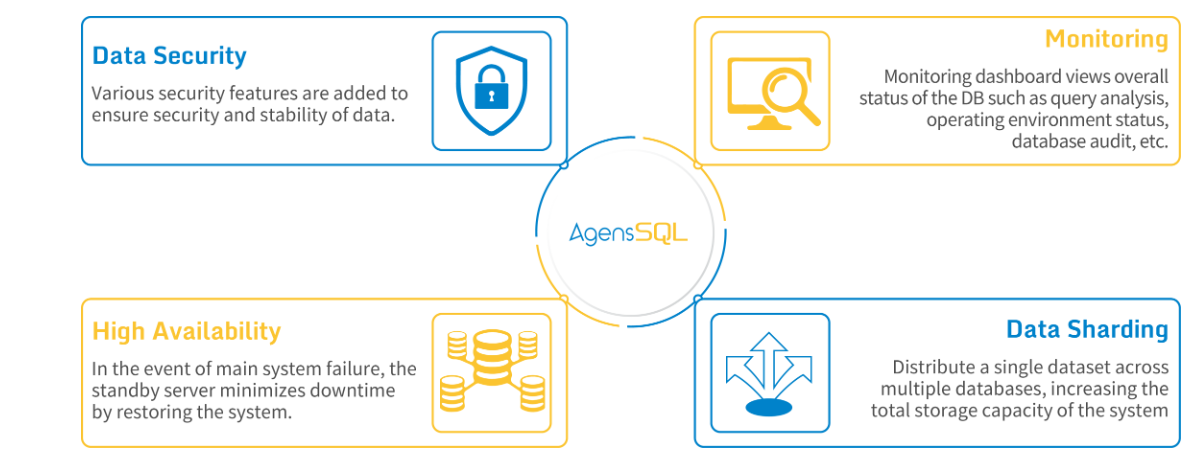 Data Security
Various security features are added to
ensure security and stability of data.
Monitoring
Monitoring dashboard views overall
status of the DB such as query analysis,
operating environment status,
database audit, etc.
AgensSQL
High Availability
In the event of main system failure, the
standby server minimizes downtime
by restoring the system.
Data Sharding
Distribute a single dataset across
multiple databases, increasing the
total storage capacity of the system